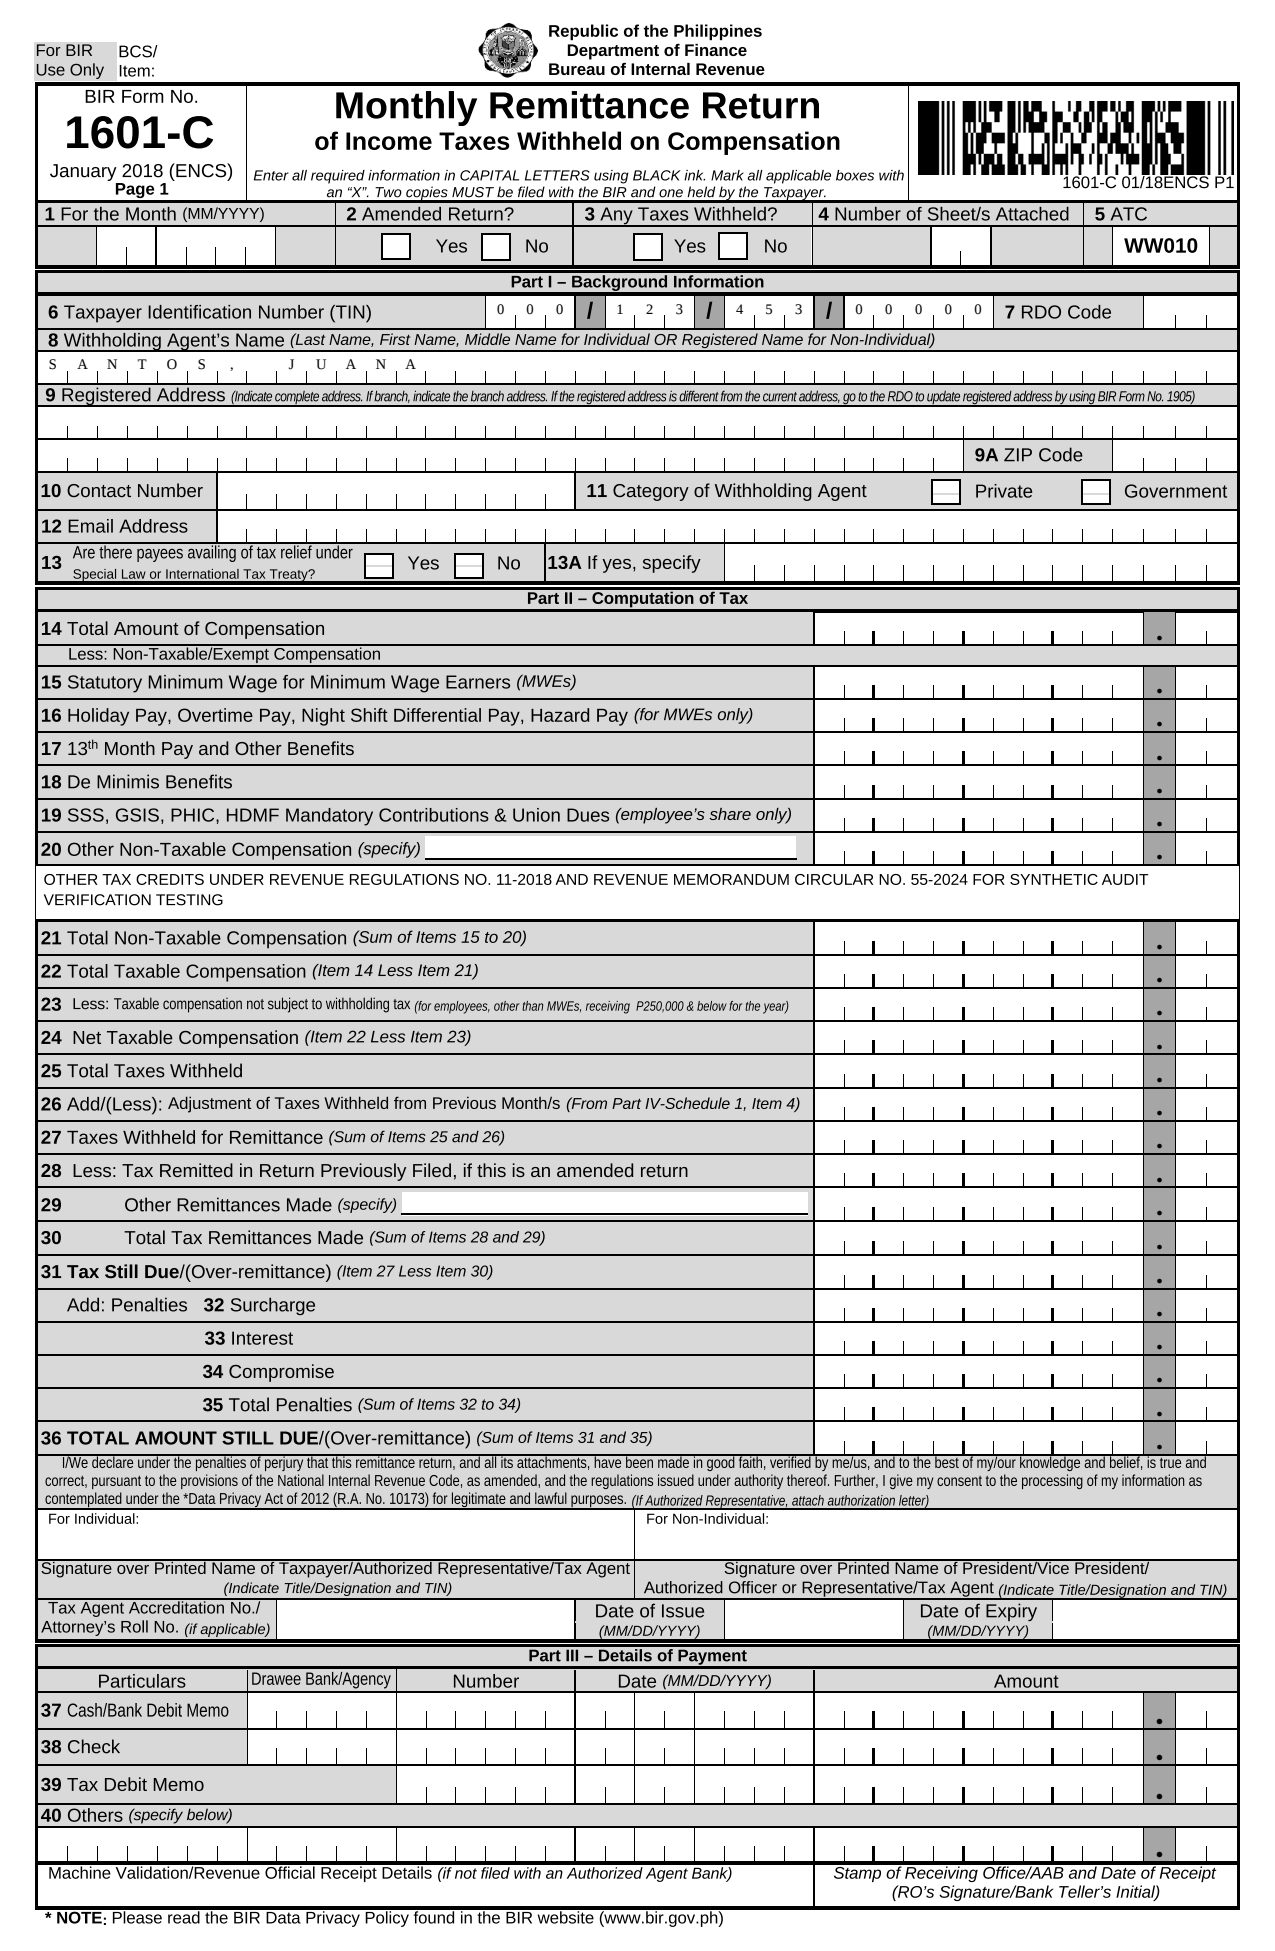 Republic of the Philippines
Department of Finance
Bureau of Internal Revenue
For BIR BCS/
Use Only Item:
BIR Form No.
1601-C
January 2018 (ENCS)
Page 1
Monthly Remittance Return
of Income Taxes Withheld on Compensation
Enter all required information in CAPITAL LETTERS using BLACK ink. Mark all applicable boxes with
an “X”. Two copies MUST be filed with the BIR and one held by the Taxpayer.
1601-C 01/18ENCS P1
1 For the Month (MM/YYYY) 2 Amended Return? 3 Any Taxes Withheld? 4 Number of Sheet/s Attached 5 ATC
Yes No Yes No WW010
Part I – Background Information
6 Taxpayer Identification Number (TIN) 0 0 0 / 1 2 3 / 4 5 3 / 0 0 0 0 0 7 RDO Code
8 Withholding Agent’s Name (Last Name, First Name, Middle Name for Individual OR Registered Name for Non-Individual)
S A N T O S , J U A N A
9 Registered Address (Indicate complete address. If branch, indicate the branch address. If the registered address is different from the current address, go to the RDO to update registered address by using BIR Form No. 1905)
9A ZIP Code
10 Contact Number 11 Category of Withholding Agent Private Government
12 Email Address
13 Are there payees availing of tax relief under
Special Law or International Tax Treaty? Yes No 13A If yes, specify
Part II – Computation of Tax
14 Total Amount of Compensation
Less: Non-Taxable/Exempt Compensation
15 Statutory Minimum Wage for Minimum Wage Earners (MWEs)
16 Holiday Pay, Overtime Pay, Night Shift Differential Pay, Hazard Pay (for MWEs only)
17 13th Month Pay and Other Benefits
18 De Minimis Benefits
19 SSS, GSIS, PHIC, HDMF Mandatory Contributions & Union Dues (employee’s share only)
20 Other Non-Taxable Compensation (specify)
OTHER TAX CREDITS UNDER REVENUE REGULATIONS NO. 11-2018 AND REVENUE MEMORANDUM CIRCULAR NO. 55-2024 FOR SYNTHETIC AUDIT
VERIFICATION TESTING
21 Total Non-Taxable Compensation (Sum of Items 15 to 20)
22 Total Taxable Compensation (Item 14 Less Item 21)
23 Less: Taxable compensation not subject to withholding tax (for employees, other than MWEs, receiving P250,000 & below for the year)
24 Net Taxable Compensation (Item 22 Less Item 23)
25 Total Taxes Withheld
26 Add/(Less): Adjustment of Taxes Withheld from Previous Month/s (From Part IV-Schedule 1, Item 4)
27 Taxes Withheld for Remittance (Sum of Items 25 and 26)
28 Less: Tax Remitted in Return Previously Filed, if this is an amended return
29 Other Remittances Made (specify)
30 Total Tax Remittances Made (Sum of Items 28 and 29)
31 Tax Still Due/(Over-remittance) (Item 27 Less Item 30)
Add: Penalties 32 Surcharge
33 Interest
34 Compromise
35 Total Penalties (Sum of Items 32 to 34)
36 TOTAL AMOUNT STILL DUE/(Over-remittance) (Sum of Items 31 and 35)
I/We declare under the penalties of perjury that this remittance return, and all its attachments, have been made in good faith, verified by me/us, and to the best of my/our knowledge and belief, is true and
correct, pursuant to the provisions of the National Internal Revenue Code, as amended, and the regulations issued under authority thereof. Further, I give my consent to the processing of my information as
contemplated under the *Data Privacy Act of 2012 (R.A. No. 10173) for legitimate and lawful purposes. (If Authorized Representative, attach authorization letter)
For Individual: For Non-Individual:
Signature over Printed Name of Taxpayer/Authorized Representative/Tax Agent
(Indicate Title/Designation and TIN)
Signature over Printed Name of President/Vice President/
Authorized Officer or Representative/Tax Agent (Indicate Title/Designation and TIN)
Tax Agent Accreditation No./
Attorney’s Roll No. (if applicable)
Date of Issue
(MM/DD/YYYY)
Date of Expiry
(MM/DD/YYYY)
Part III – Details of Payment
Particulars Drawee Bank/Agency Number Date (MM/DD/YYYY) Amount
37 Cash/Bank Debit Memo
38 Check
39 Tax Debit Memo
40 Others (specify below)
Machine Validation/Revenue Official Receipt Details (if not filed with an Authorized Agent Bank)
Stamp of Receiving Office/AAB and Date of Receipt
(RO’s Signature/Bank Teller’s Initial)
* NOTE: Please read the BIR Data Privacy Policy found in the BIR website (www.bir.gov.ph)